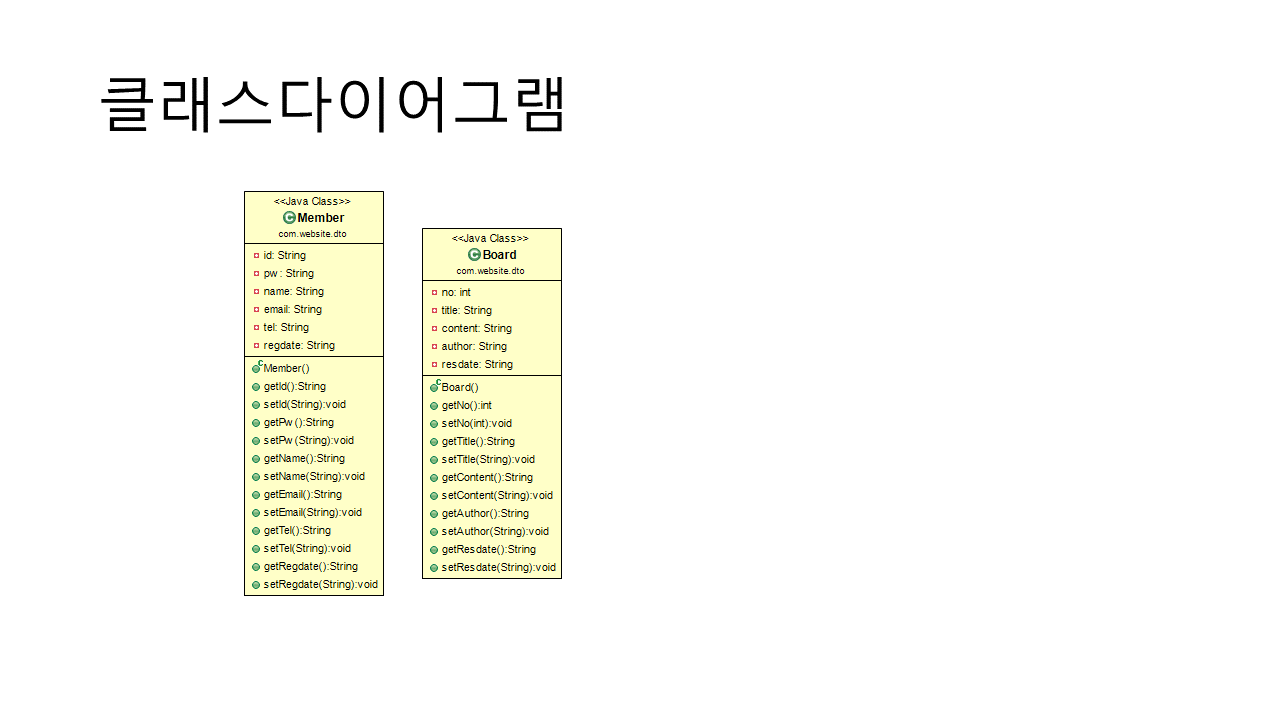 클래스다이어그램
<<Java Class>>
Member
com.website.dto
id: String
pw: String
name: String
email: String
tel: String
regdate: String
Member()
getId():String
setId(String):void
getPw():String
setPw(String):void
getName():String
setName(String):void
getEmail():String
setEmail(String):void
getTel():String
setTel(String):void
getRegdate():String
setRegdate(String):void
<<Java Class>>
Board
com.website.dto
no: int
title: String
content: String
author: String
resdate: String
Board()
getNo():int
setNo(int):void
getTitle():String
setTitle(String):void
getContent():String
setContent(String):void
getAuthor():String
setAuthor(String):void
getResdate():String
setResdate(String):void